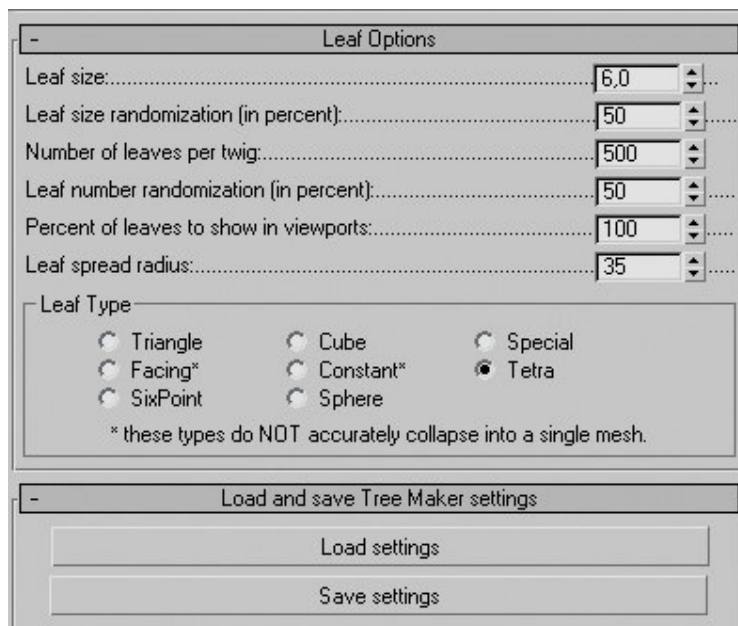 - Leaf Options
Leaf size: 6,0
Leaf size randomization (in percent): 50
Number of leaves per twig: 500
Leaf number randomization (in percent): 50
Percent of leaves to show in viewports: 100
Leaf spread radius: 35
Leaf Type
Triangle Cube Special
Facing* Constant* Tetra
SixPoint Sphere
* these types do NOT accurately collapse into a single mesh.
- Load and save Tree Maker settings
Load settings
Save settings